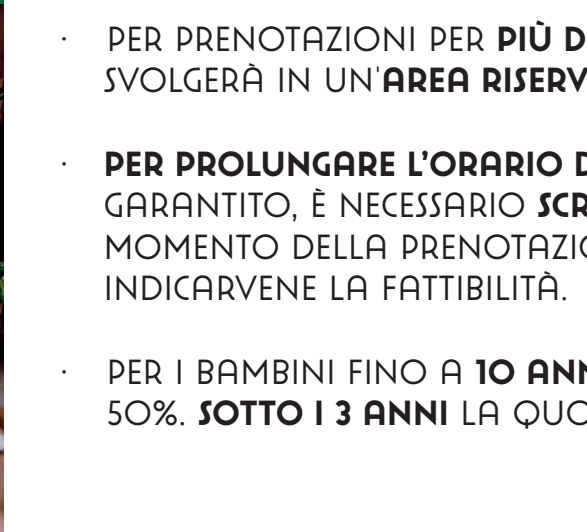 · PER PRENOTAZIONI PER PIÙ D
SVOLGERÀ IN UN'AREA RISERV
· PER PROLUNGARE L'ORARIO D
GARANTITO, È NECESSARIO SCR
MOMENTO DELLA PRENOTAZIO
INDICARVENE LA FATTIBILITÀ.
· PER I BAMBINI FINO A 10 ANN
50%. SOTTO I 3 ANNI LA QUO